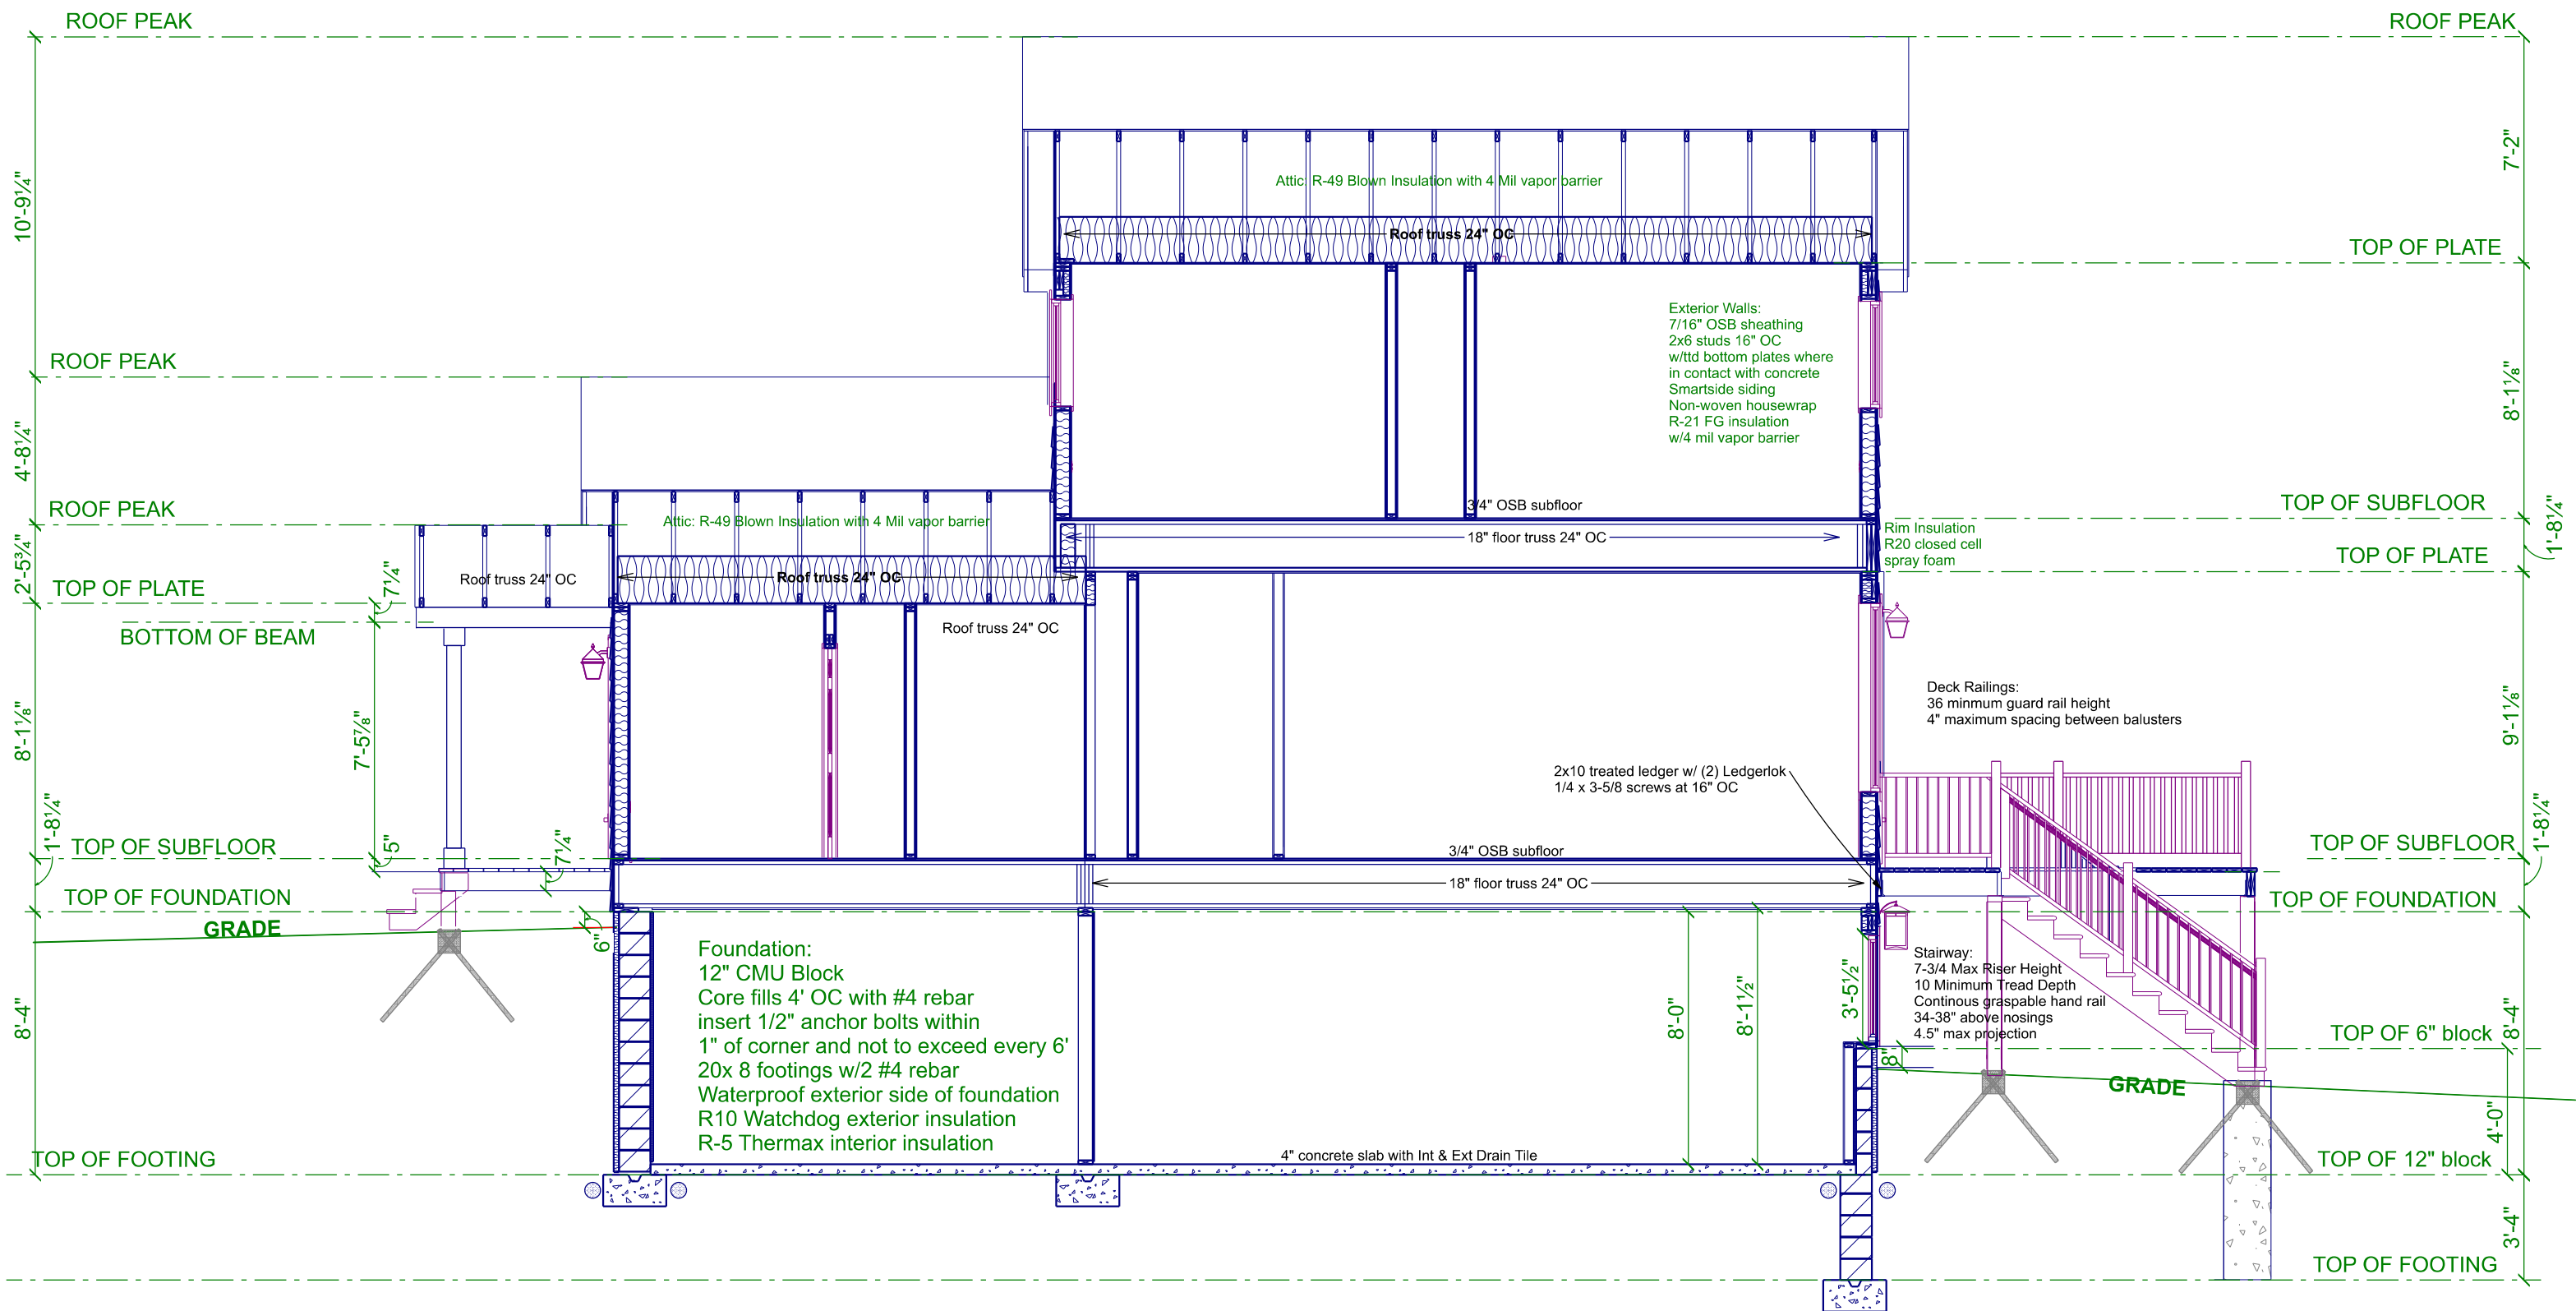 ROOF PEAK
ROOF PEAK
10'-9¼"
7'-2"
Attic: R-49 Blown Insulation with 4 Mil vapor barrier
Roof truss 24" OC
TOP OF PLATE
Exterior Walls:
7/16" OSB sheathing
2x6 studs 16" OC
w/ttd bottom plates where
in contact with concrete
Smartside siding
Non-woven housewrap
R-21 FG insulation
w/4 mil vapor barrier
8'-1⅛"
ROOF PEAK
4'-8¼"
ROOF PEAK
3/4" OSB subfloor
TOP OF SUBFLOOR
Attic: R-49 Blown Insulation with 4 Mil vapor barrier
18" floor truss 24" OC
Rim Insulation
R20 closed cell
spray foam
1'-8¼"
TOP OF PLATE
2'-5¾"
Roof truss 24" OC
Roof truss 24" OC
7¼"
TOP OF PLATE
BOTTOM OF BEAM
Roof truss 24" OC
8'-1⅛"
7'-5⅞"
9'-1⅛"
Deck Railings:
36 minmum guard rail height
4" maximum spacing between balusters
2x10 treated ledger w/ (2) Ledgerlok
1/4 x 3-5/8 screws at 16" OC
1'-8¼"
5"
7¼"
1'-8¼"
TOP OF SUBFLOOR
3/4" OSB subfloor
TOP OF SUBFLOOR
18" floor truss 24" OC
TOP OF FOUNDATION
TOP OF FOUNDATION
GRADE
6"
Foundation:
12" CMU Block
Core fills 4' OC with #4 rebar
insert 1/2" anchor bolts within
1" of corner and not to exceed every 6'
20x 8 footings w/2 #4 rebar
Waterproof exterior side of foundation
R10 Watchdog exterior insulation
R-5 Thermax interior insulation
8'-4"
8'-0"
8'-1½"
3'-5½"
8"
Stairway:
7-3/4 Max Riser Height
10 Minimum Tread Depth
Continous graspable hand rail
34-38" above nosings
4.5" max projection
TOP OF 6" block
8'-4"
GRADE
4'-0"
TOP OF FOOTING
4" concrete slab with Int & Ext Drain Tile
TOP OF 12" block
3'-4"
TOP OF FOOTING